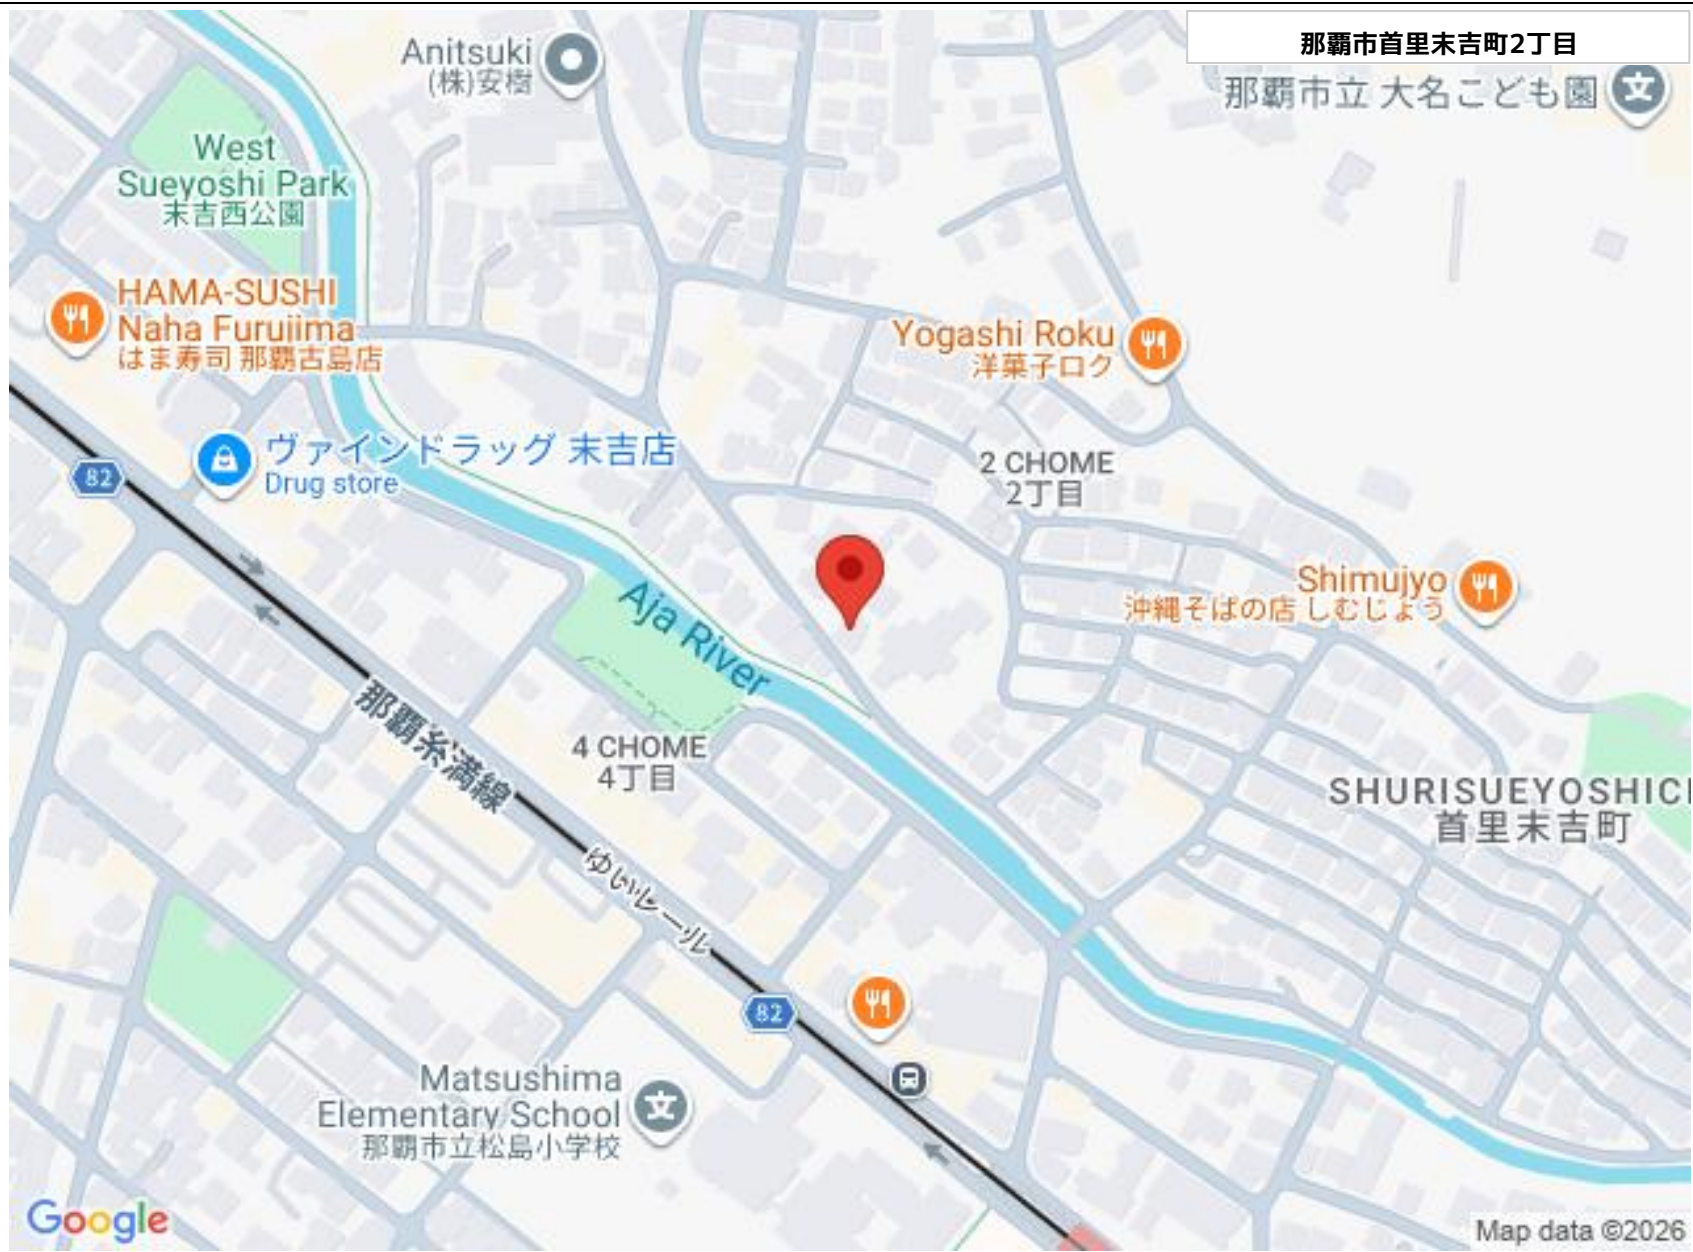 那覇市首里末吉町2丁目
Anitsuki
(株)安樹
那覇市立 大名こども園
West
Sueyoshi Park
末吉西公園
HAMA-SUSHI
Naha Furujima
はま寿司 那覇古島店
Yogashi Roku
洋菓子ロク
ヴァインドラッグ 末吉店
Drug store
82
2 CHOME
2丁目
Shimujyo
沖縄そばの店 しむじょう
Aja River
那覇糸満線
4 CHOME
4丁目
SHURISUEYOSHICH
首里末吉町
ゆいレール
82
Matsushima
Elementary School
那覇市立松島小学校
Google
Map data ©2026